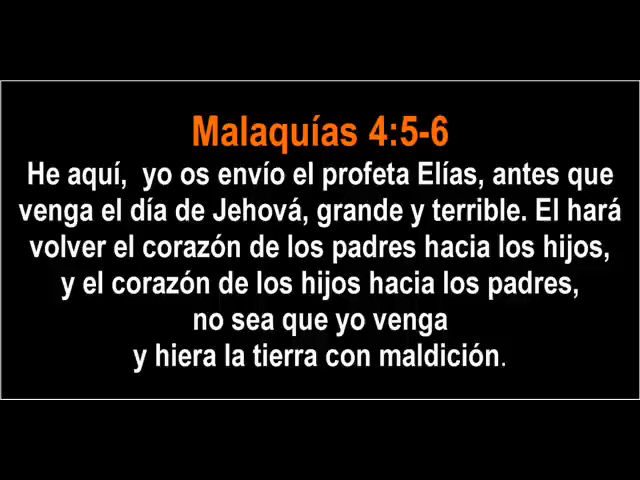 Malaquías 4:5-6
He aquí, yo os envío el profeta Elías, antes que
venga el día de Jehová, grande y terrible. El hará
volver el corazón de los padres hacia los hijos,
y el corazón de los hijos hacia los padres,
no sea que yo venga
y hiera la tierra con maldición.